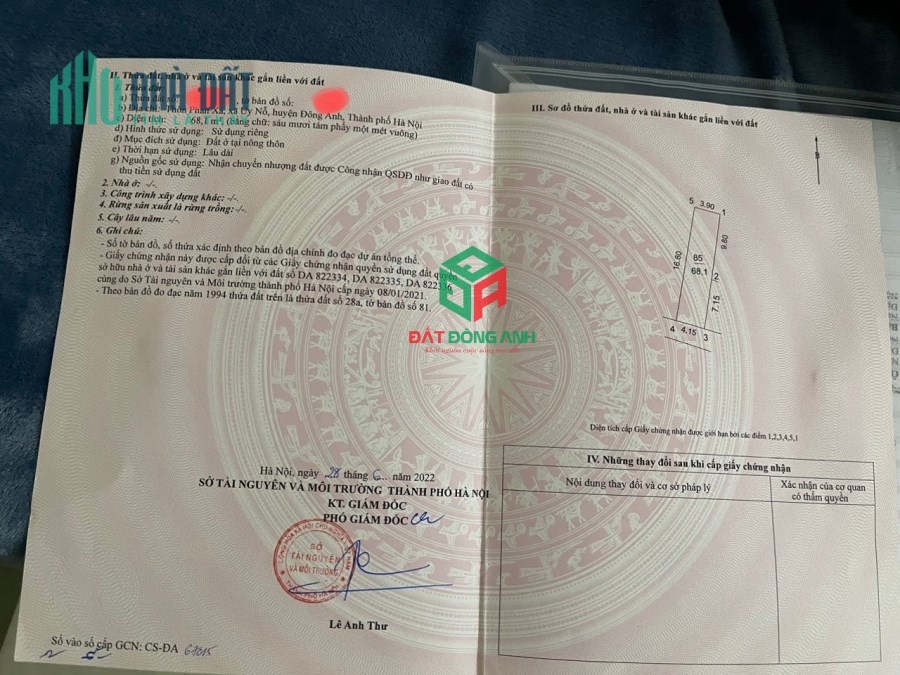 KHO NHÀ ĐẤT
II. Thửa đất, nhà ở và tài sản khác gắn liền với đất
1. Thửa đất:
a) Thửa đất số: , tờ bản đồ số:
b) Địa chỉ: Thôn Phan Xá, xã Uy Nỗ, huyện Đông Anh, Thành phố Hà Nội
c) Diện tích: 68,1 m² (bằng chữ: sáu mươi tám phẩy một mét vuông)
d) Hình thức sử dụng: Sử dụng riêng
đ) Mục đích sử dụng: Đất ở tại nông thôn
e) Thời hạn sử dụng: Lâu dài
g) Nguồn gốc sử dụng: Nhận chuyển nhượng đất được Công nhận QSDĐ như giao đất có
thu tiền sử dụng đất
2. Nhà ở: -/-
3. Công trình xây dựng khác: -/-
4. Rừng sản xuất là rừng trồng: -/-
5. Cây lâu năm: -/-
6. Ghi chú:
- Số tờ bản đồ, số thửa xác định theo bản đồ địa chính đo đạc dự án tổng thể.
- Giấy chứng nhận này được cấp đổi từ các Giấy chứng nhận quyền sử dụng đất quyền
sở hữu nhà ở và tài sản khác gắn liền với đất số DA 822334, DA 822335, DA 822336
cùng do Sở Tài nguyên và Môi trường thành phố Hà Nội cấp ngày 08/01/2021.
- Theo bản đồ đo đạc năm 1994 thửa đất trên là thửa đất số 28a, tờ bản đồ số 81.
Hà Nội, ngày 28 tháng 6 năm 2022
SỞ TÀI NGUYÊN VÀ MÔI TRƯỜNG THÀNH PHỐ HÀ NỘI
KT. GIÁM ĐỐC
PHÓ GIÁM ĐỐC
SỞ
TÀI NGUYÊN
VÀ MÔI TRƯỜNG
Lê Anh Thư
Số vào sổ cấp GCN: CS-ĐA
ĐẤT ĐÔNG ANH
III. Sơ đồ thửa đất, nhà ở và tài sản khác gắn liền với đất
B
5 3.90 1
16.80
9.80
85
68.1
2
7.15
4 4.15 3
Diện tích cấp Giấy chứng nhận được giới hạn bởi các điểm 1,2,3,4,5,1
IV. Những thay đổi sau khi cấp giấy chứng nhận
Nội dung thay đổi và cơ sở pháp lý
Xác nhận của cơ quan
có thẩm quyền